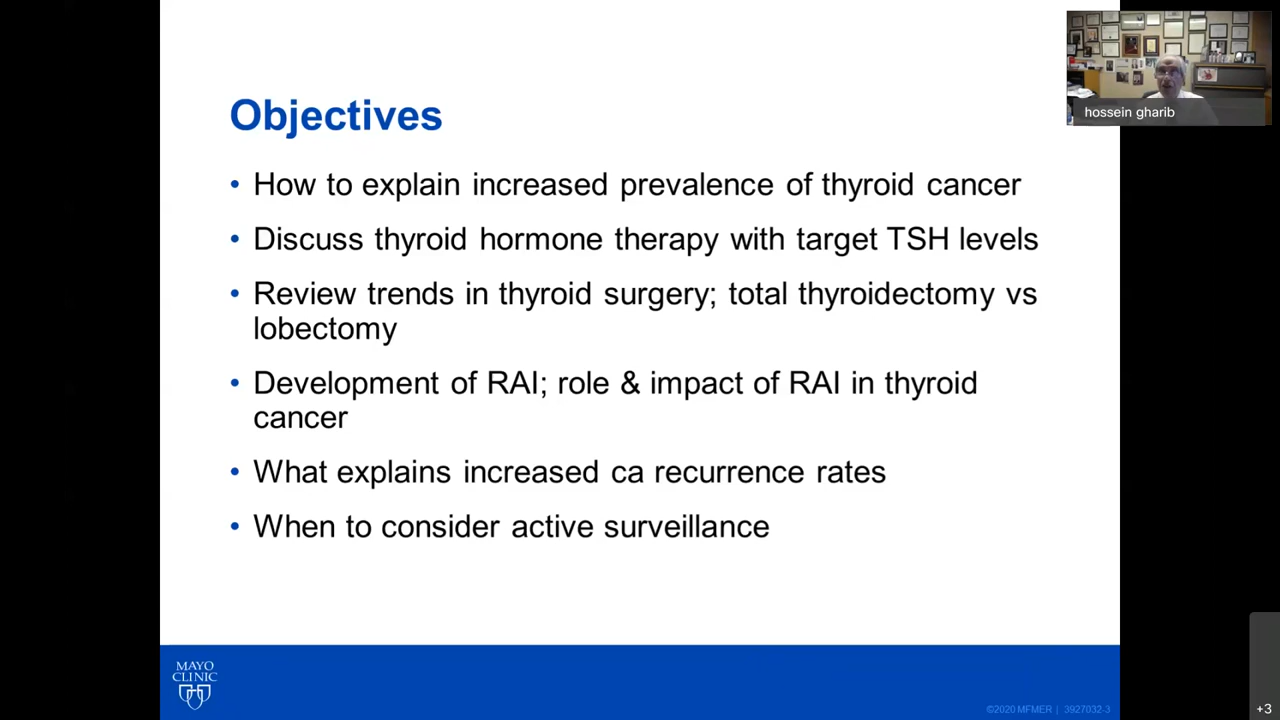 hossein gharib
Objectives
• How to explain increased prevalence of thyroid cancer
• Discuss thyroid hormone therapy with target TSH levels
• Review trends in thyroid surgery; total thyroidectomy vs
lobectomy
• Development of RAI; role & impact of RAI in thyroid
cancer
• What explains increased ca recurrence rates
• When to consider active surveillance
MAYO
CLINIC
©2020 MFMER | 3927032-3
+3